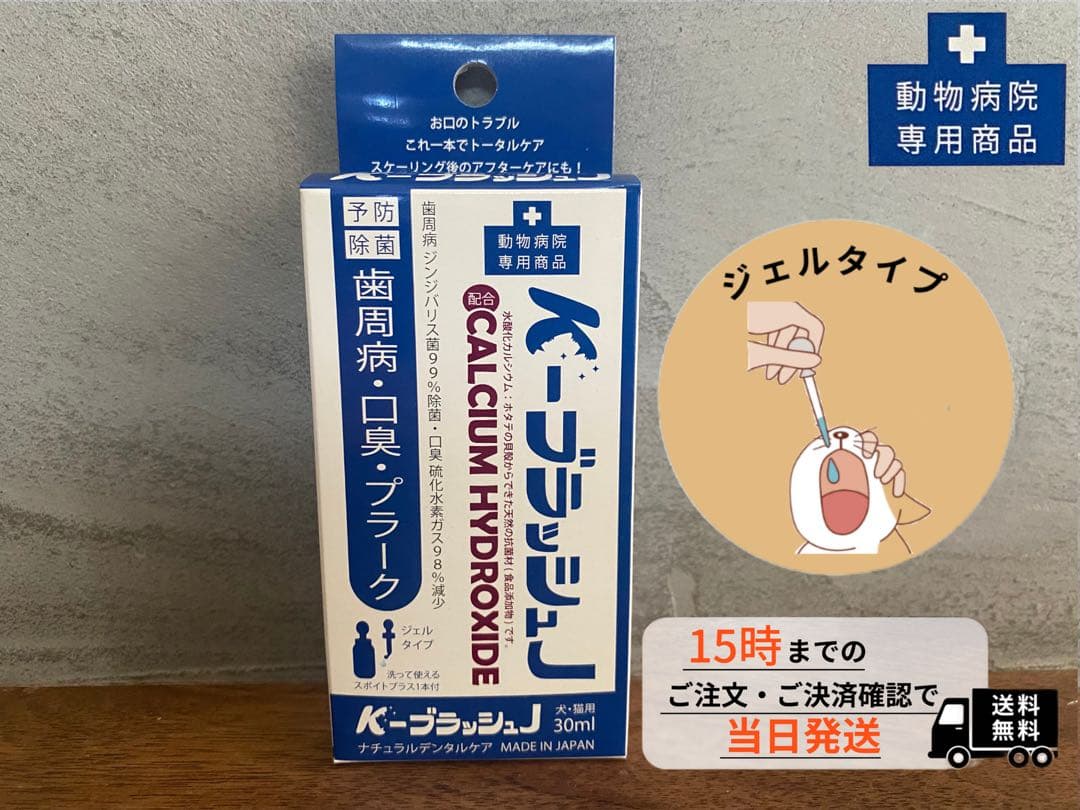 お口のトラブル
これ一本でトータルケア
スケーリング後のアフターケアにも!
K-ブラッシュJ
予防
除菌
歯周病・口臭・プラーク
歯周病 ジンジバリス菌99%除菌・口臭 硫化水素ガス98%減少
動物病院
専用商品
K-ブラッシュJ
水酸化カルシウム:ホタテの貝殻からできた天然の抗菌材(食品添加物)です。
配合
CALCIUM HYDROXIDE
ジェル
タイプ
洗って使える
スポイトプラス1本付
K-ブラッシュJ
犬・猫用
30ml
ナチュラルデンタルケア MADE IN JAPAN
動物病院
専用商品
ジェルタイプ
15時までの
ご注文・ご決済確認で
当日発送
送料
無料